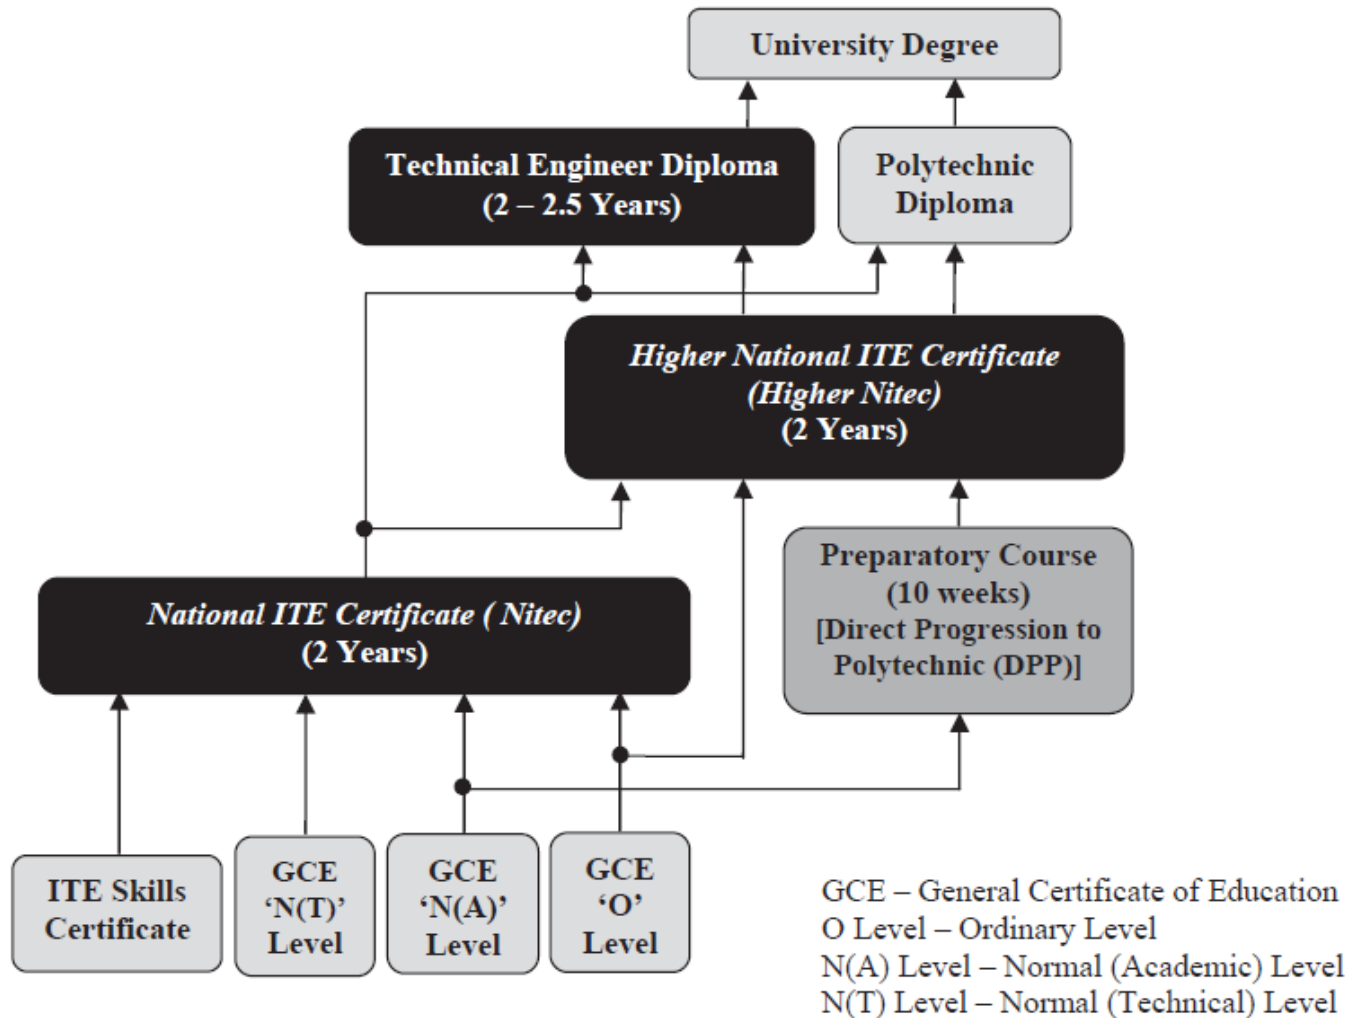 University Degree
Technical Engineer Diploma
(2 – 2.5 Years)
Polytechnic
Diploma
Higher National ITE Certificate
(Higher Nitec)
(2 Years)
Preparatory Course
(10 weeks)
[Direct Progression to
Polytechnic (DPP)]
National ITE Certificate ( Nitec)
(2 Years)
ITE Skills
Certificate
GCE
‘N(T)’
Level
GCE
‘N(A)’
Level
GCE
‘O’
Level
GCE – General Certificate of Education
O Level – Ordinary Level
N(A) Level – Normal (Academic) Level
N(T) Level – Normal (Technical) Level